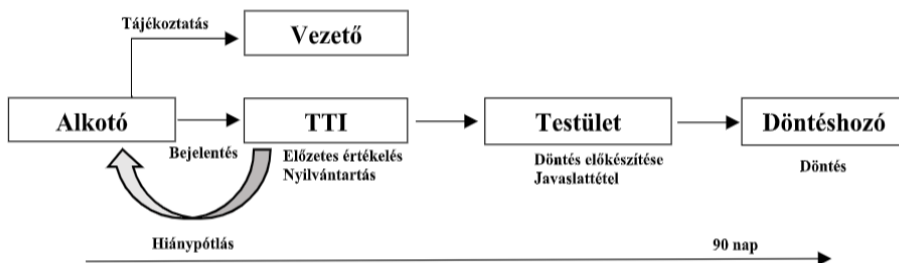 Tájékoztatás
Vezető
Alkotó
TTI
Testület
Döntéshozó
Bejelentés
Előzetes értékelés
Nyilvántartás
Döntés előkészítése
Javaslattétel
Döntés
Hiánypótlás
90 nap